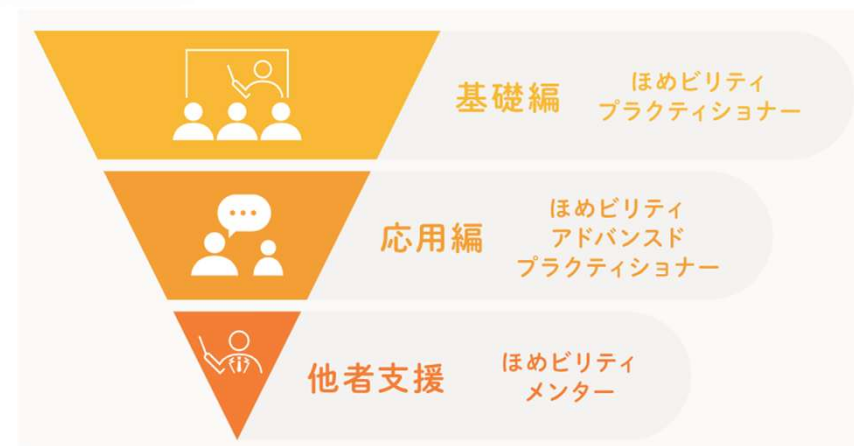 基礎編
ほめビリティ
プラクティショナー
応用編
ほめビリティ
アドバンスド
プラクティショナー
他者支援
ほめビリティ
メンター